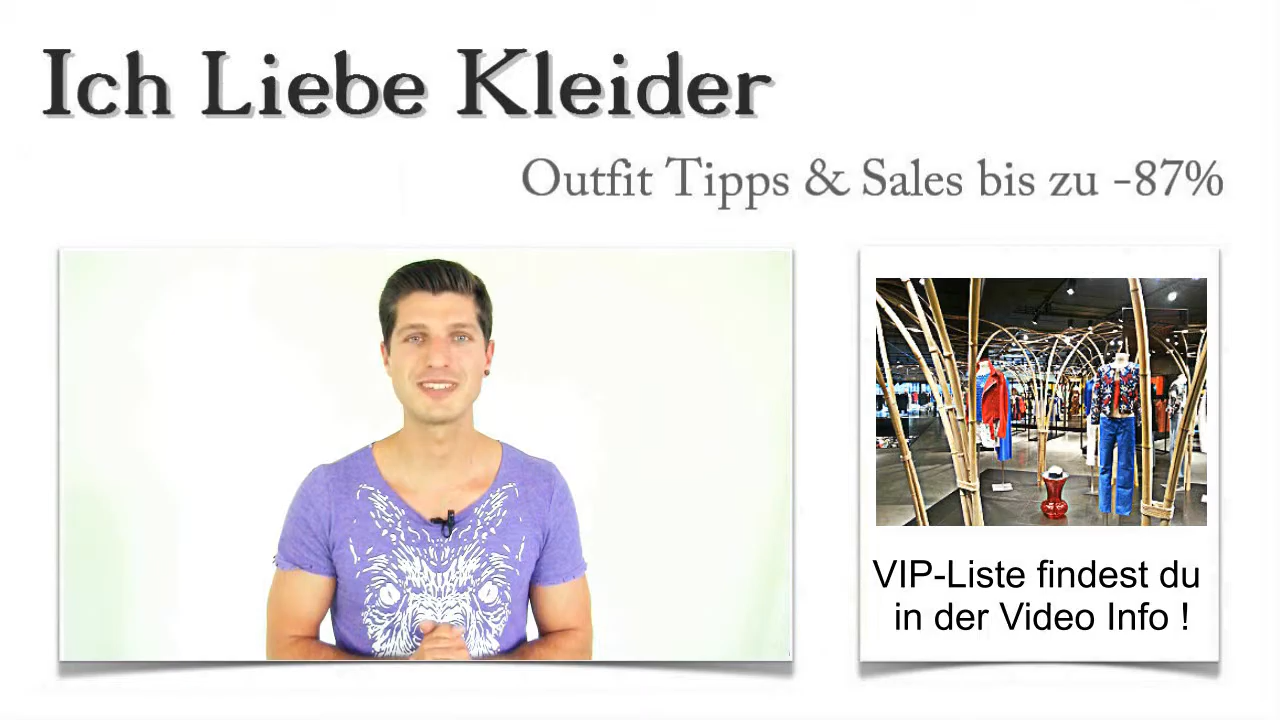 Ich Liebe Kleider
Outfit Tipps & Sales bis zu -87%
VIP-Liste findest du
in der Video Info !